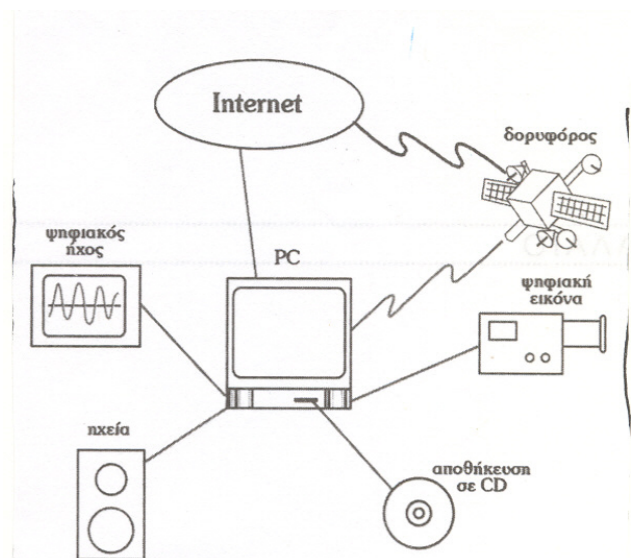 Internet
δορυφόρος
ψηφιακός
ήχος
PC
ψηφιακή
εικόνα
ηχεία
αποθήκευση
σε CD